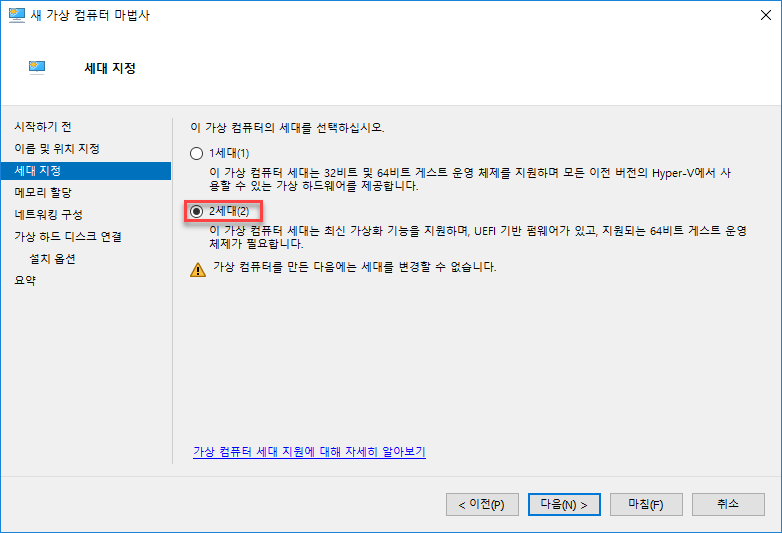 새 가상 컴퓨터 마법사
세대 지정
시작하기 전
이름 및 위치 지정
세대 지정
메모리 할당
네트워킹 구성
가상 하드 디스크 연결
설치 옵션
요약
이 가상 컴퓨터의 세대를 선택하십시오.
1세대(1)
이 가상 컴퓨터 세대는 32비트 및 64비트 게스트 운영 체제를 지원하며 모든 이전 버전의 Hyper-V에서 사
용할 수 있는 가상 하드웨어를 제공합니다.
2세대(2)
이 가상 컴퓨터 세대는 최신 가상화 기능을 지원하며, UEFI 기반 펌웨어가 있고, 지원되는 64비트 게스트 운영
체제가 필요합니다.
가상 컴퓨터를 만든 다음에는 세대를 변경할 수 없습니다.
가상 컴퓨터 세대 지원에 대해 자세히 알아보기
< 이전(P)
다음(N) >
마침(F)
취소